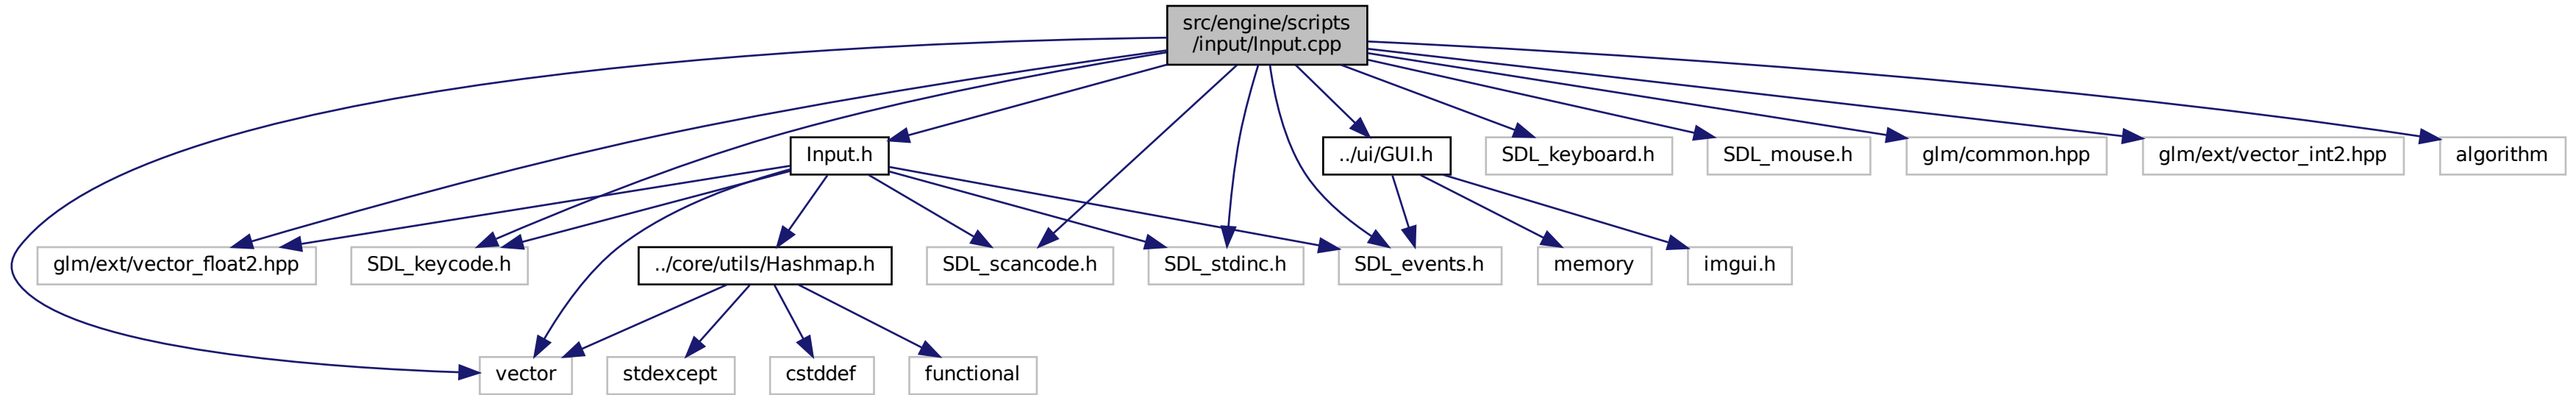 src/engine/scripts
/input/Input.cpp
Input.h
../ui/GUI.h
SDL_keyboard.h
SDL_mouse.h
glm/common.hpp
glm/ext/vector_int2.hpp
algorithm
glm/ext/vector_float2.hpp
SDL_keycode.h
../core/utils/Hashmap.h
SDL_scancode.h
SDL_stdinc.h
SDL_events.h
memory
imgui.h
vector
stdexcept
cstddef
functional